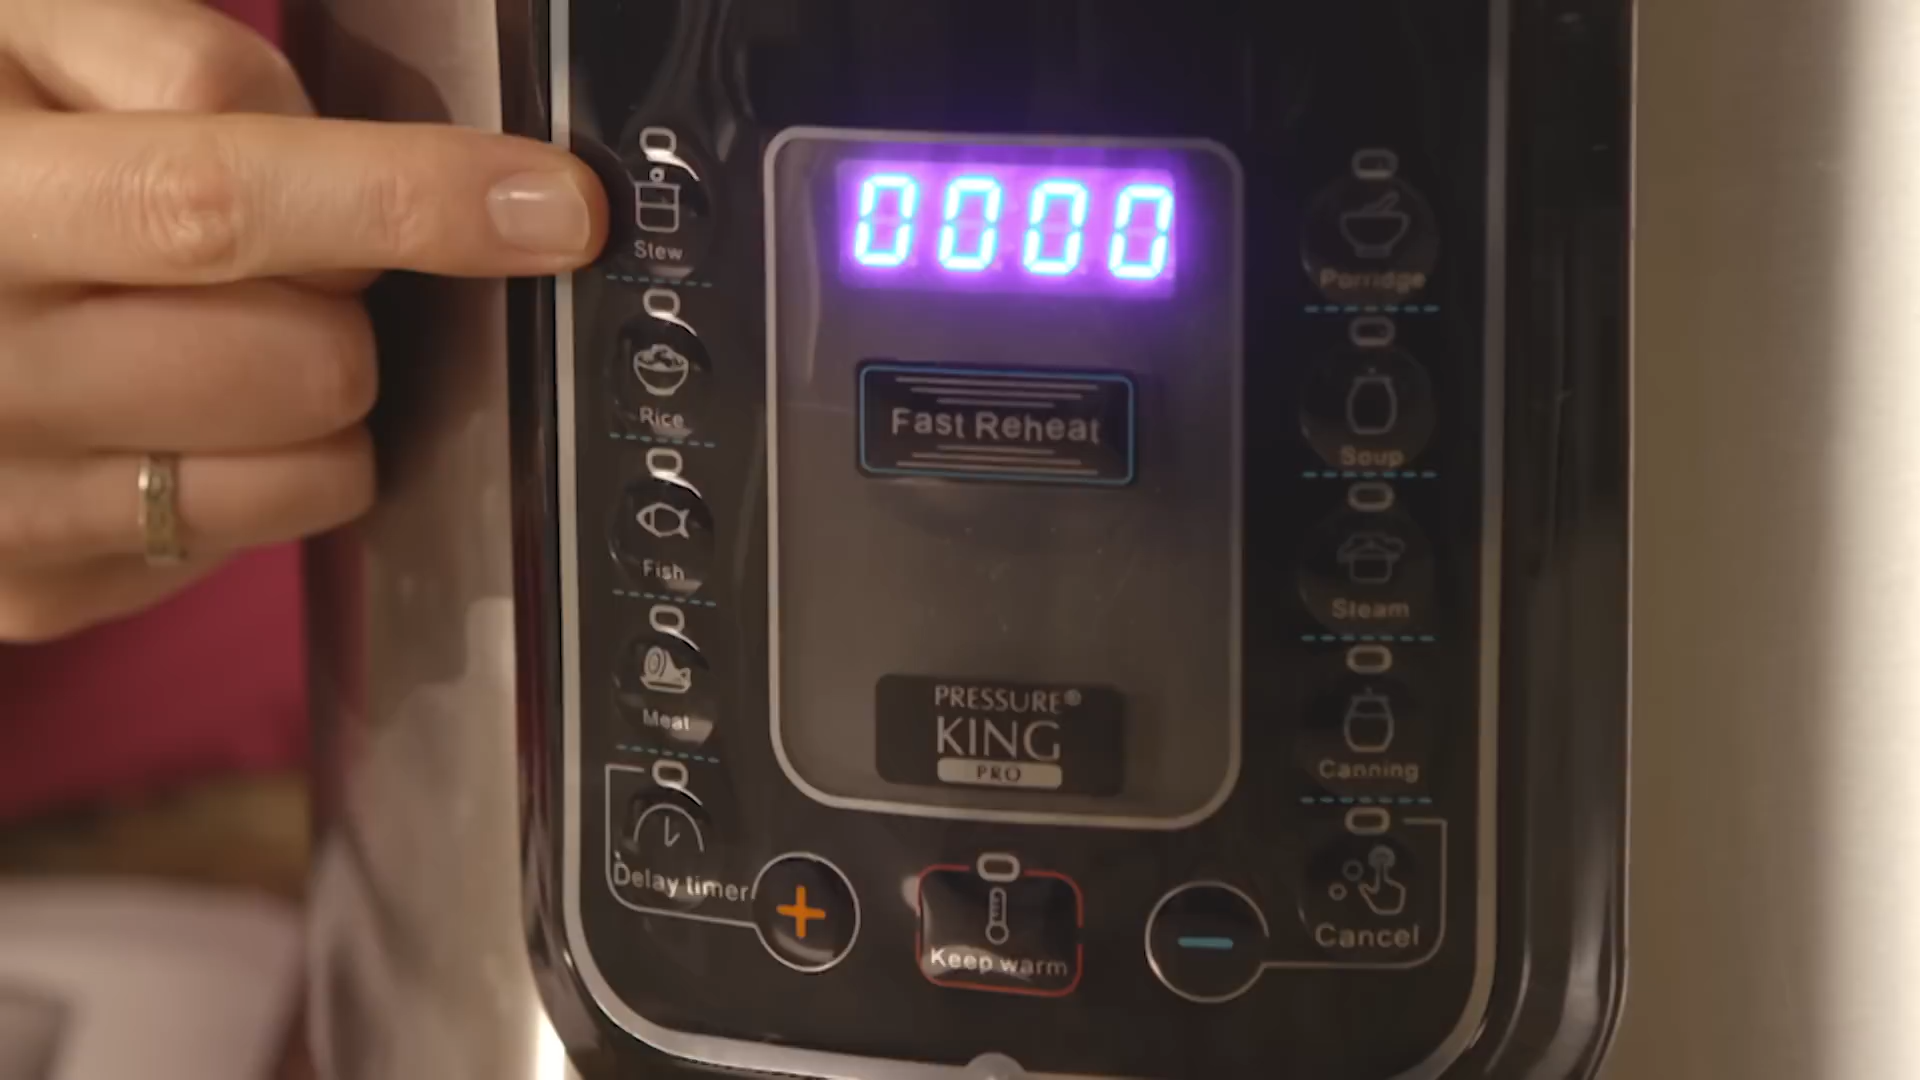 0000
Stew
Rice
Fish
Meat
Delay timer
Fast Reheat
PRESSURE®
KING
PRO
Keep warm
Porridge
Soup
Steam
Canning
Cancel